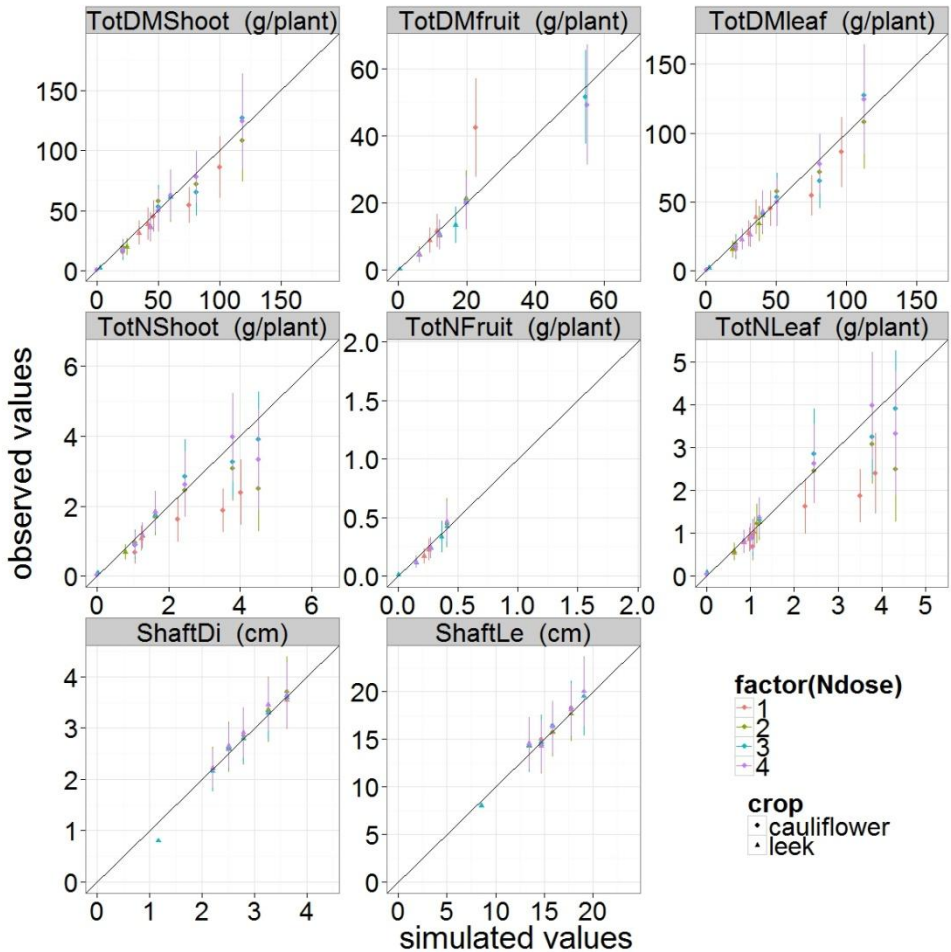 TotDMShoot (g/plant)
TotDMfruit (g/plant)
TotDMleaf (g/plant)
150
100
50
0
0 50 100 150
60
40
20
0
0 20 40 60
150
100
50
0
0 50 100 150
TotNShoot (g/plant)
TotNFruit (g/plant)
TotNLeaf (g/plant)
6
4
2
0
0 2 4 6
2.0
1.5
1.0
0.5
0.0
0.0 0.5 1.0 1.5 2.0
5
4
3
2
1
0
0 1 2 3 4 5
ShaftDi (cm)
ShaftLe (cm)
4
3
2
1
0
0 1 2 3 4
20
15
10
5
0
0 5 10 15 20
observed values
simulated values
factor(Ndose)
1
2
3
4
crop
cauliflower
leek